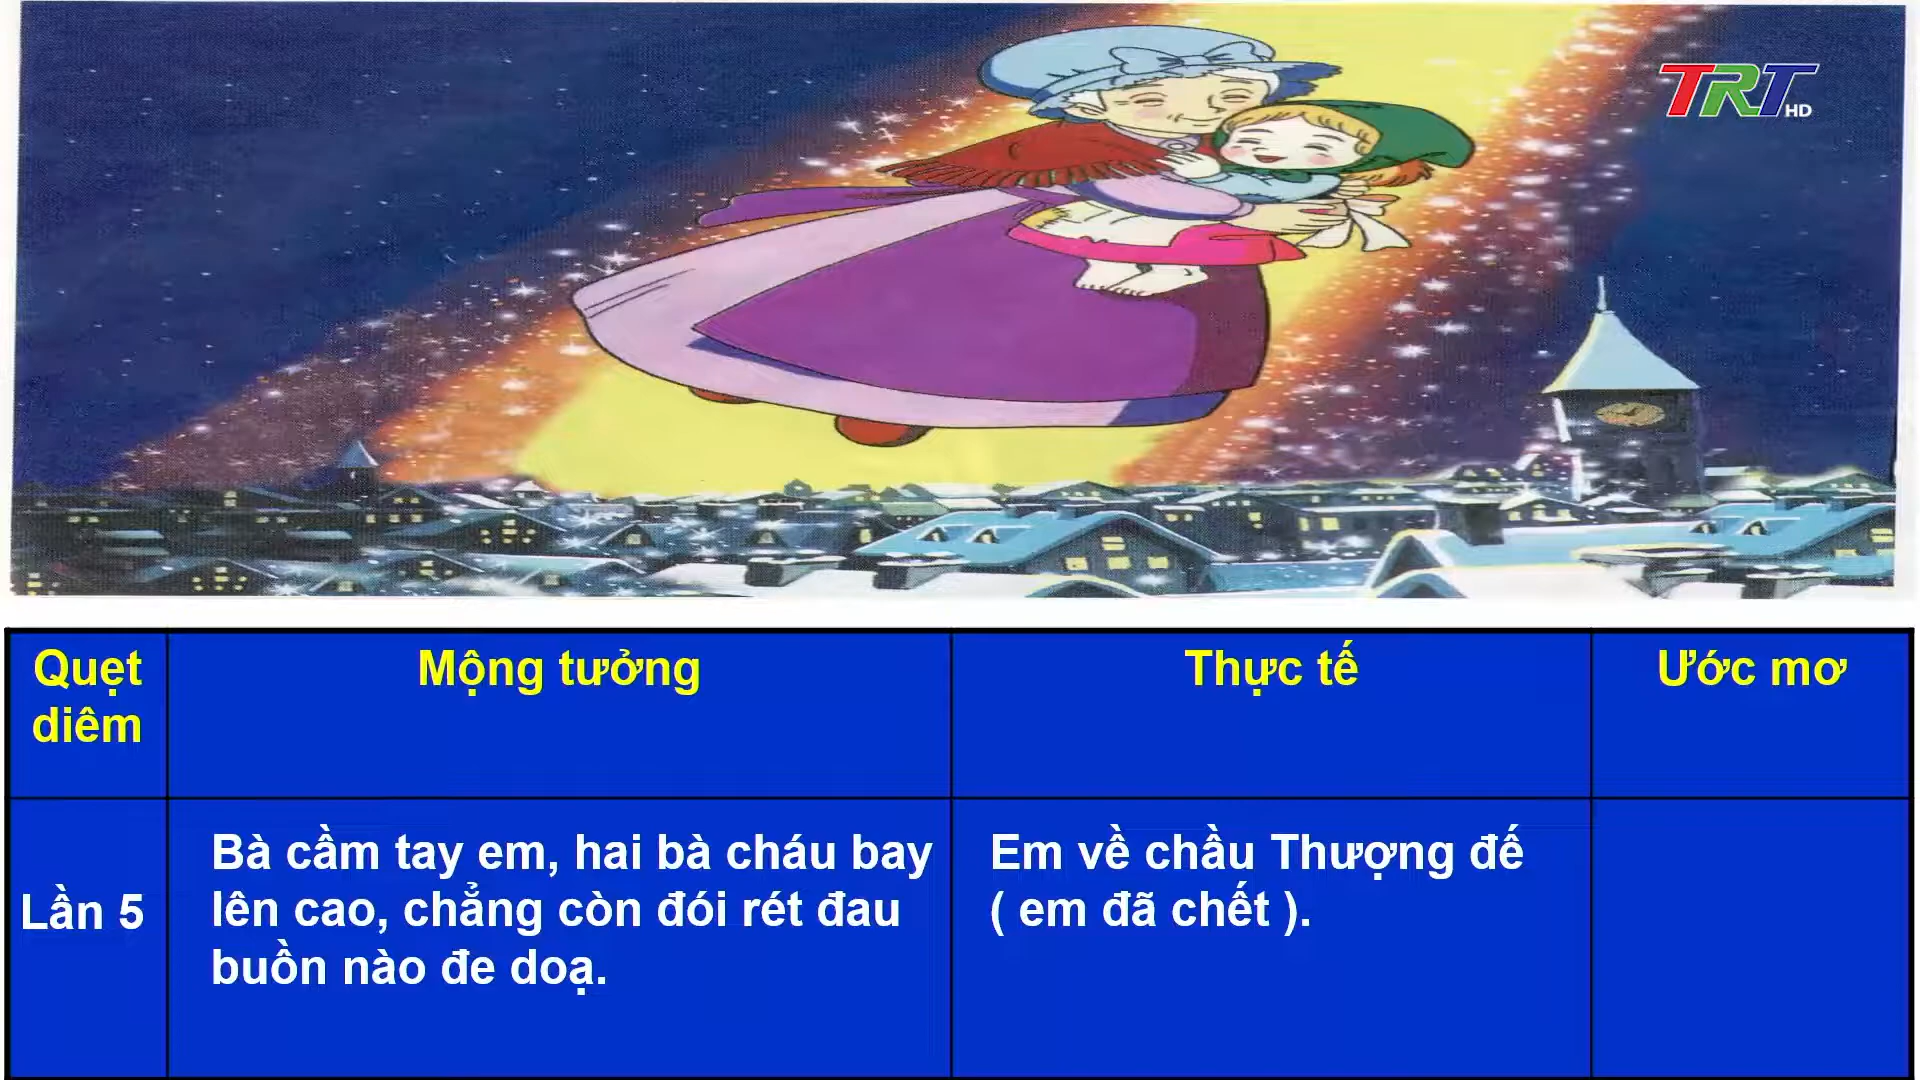 TRT HD
Quẹt
diêm
Mộng tưởng
Thực tế
Ước mơ
Lần 5
Bà cầm tay em, hai bà cháu bay
lên cao, chẳng còn đói rét đau
buồn nào đe doạ.
Em về chầu Thượng đế
( em đã chết ).